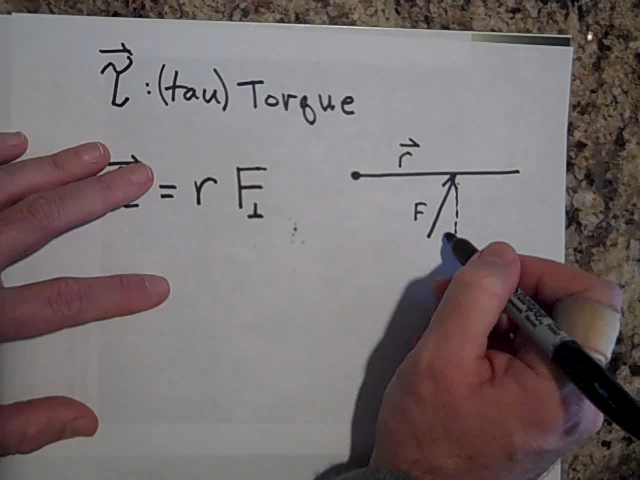 τ⃗ : (tau) Torque
= r F⊥
r⃗
F